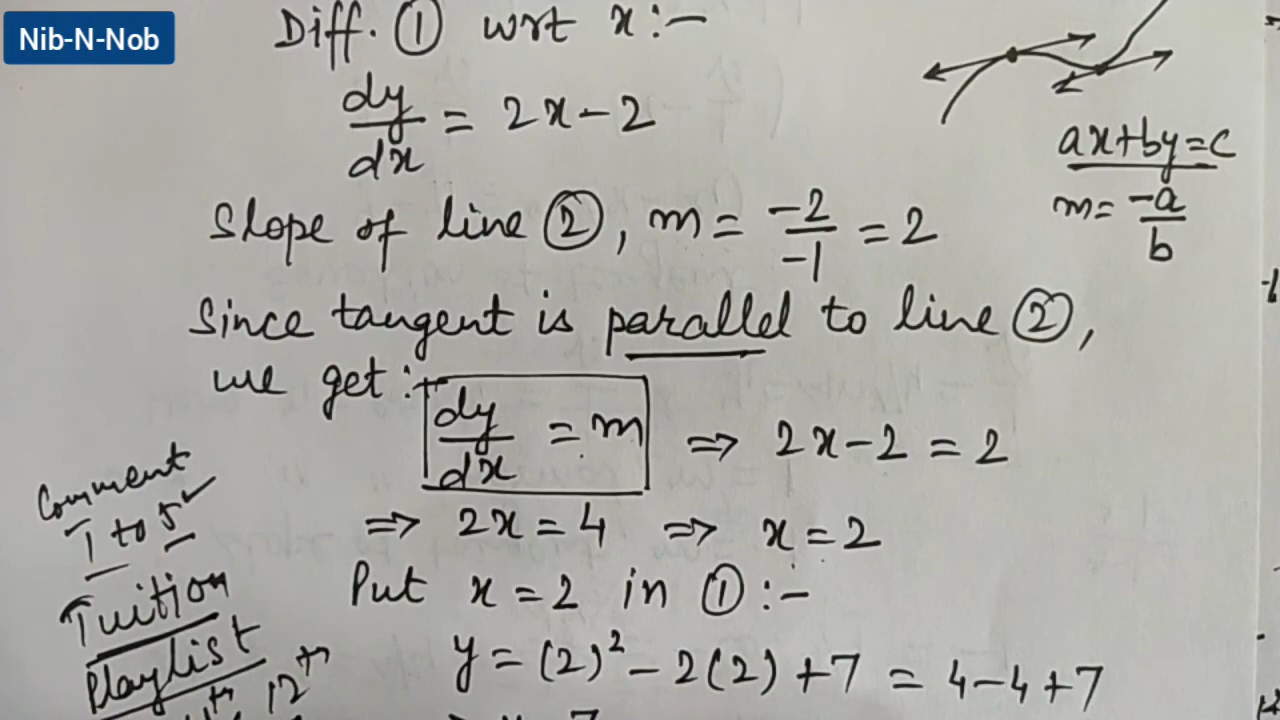 Nib-N-Nob
Diff. ① wrt x :-
dy/dx = 2x - 2
ax+by=c
m = -a/b
Slope of line ②, m = -2/-1 = 2
Since tangent is parallel to line ②,
we get :-
dy/dx = m ⇒ 2x - 2 = 2
⇒ 2x = 4 ⇒ x = 2
Put x = 2 in ① :-
y = (2)² - 2(2) + 7 = 4 - 4 + 7
Comment
1 to 5 ✓
Tuition
Playlist
12th